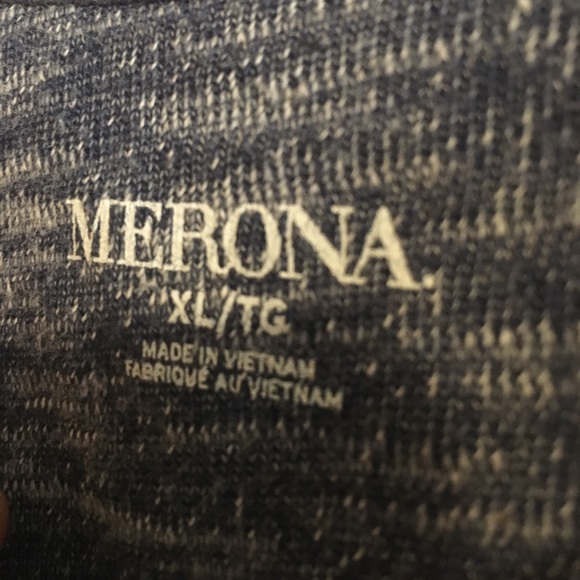 MERONA.
XL/TG
MADE IN VIETNAM
FABRIQUÉ AU VIETNAM